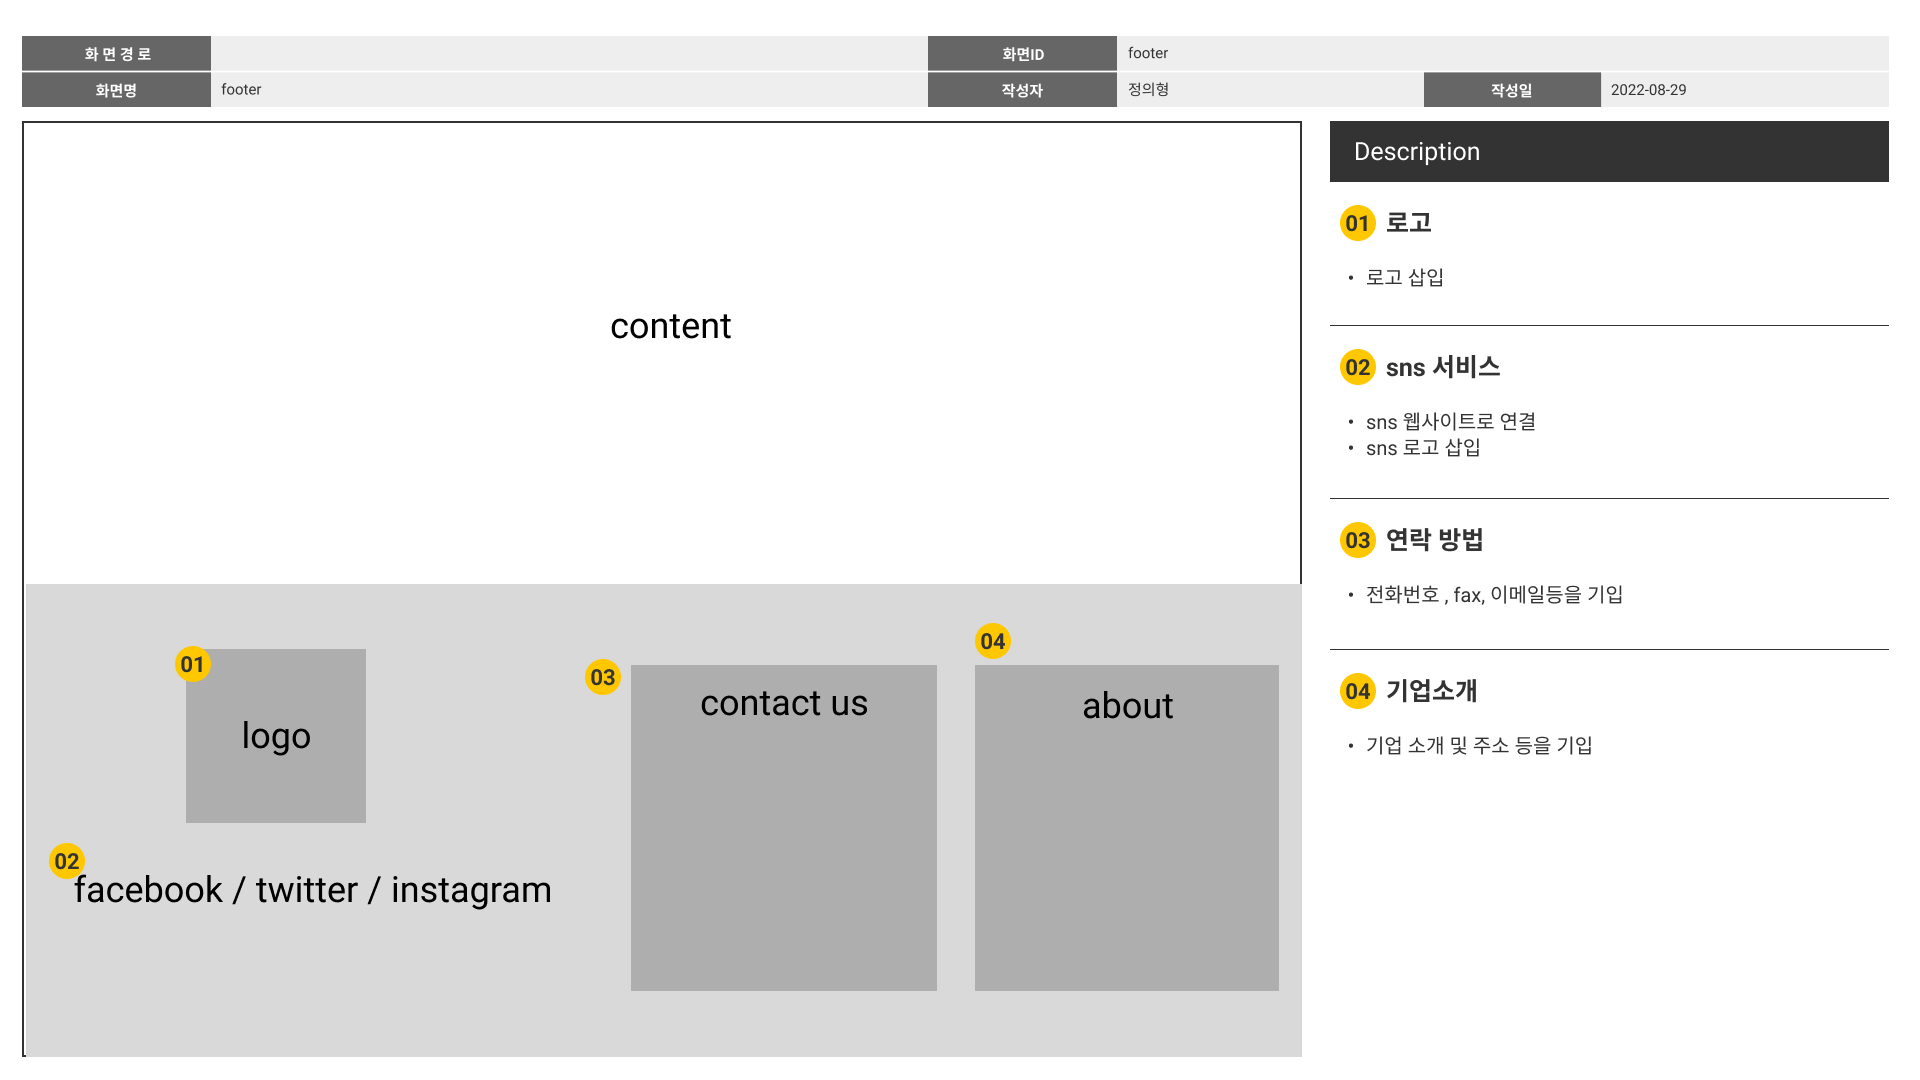 화 면 경 로
화면ID
footer
화면명
footer
작성자
정의형
작성일
2022-08-29
content
01
logo
02
facebook / twitter / instagram
03
contact us
04
about
Description
01 로고
• 로고 삽입
02 sns 서비스
• sns 웹사이트로 연결
• sns 로고 삽입
03 연락 방법
• 전화번호 , fax, 이메일등을 기입
04 기업소개
• 기업 소개 및 주소 등을 기입